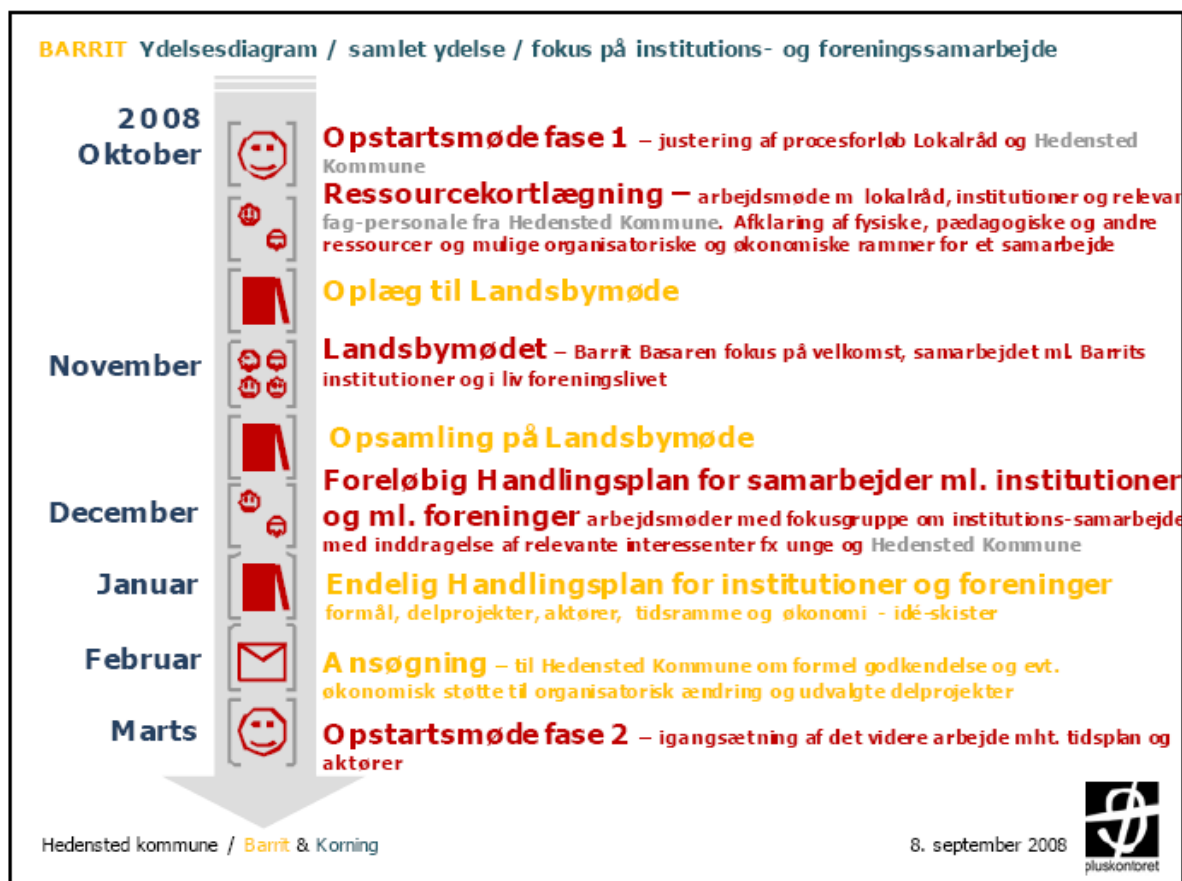 BARRIT Ydelsesdiagram / samlet ydelse / fokus på institutions- og foreningssamarbejde
2008
Oktober
Opstartsmøde fase 1 – justering af procesforløb Lokalråd og Hedensted
Kommune
Ressourcekortlægning – arbejdsmøde m lokalråd, institutioner og relevan
fag-personale fra Hedensted Kommune. Afklaring af fysiske, pædagogiske og andre
ressourcer og mulige organisatoriske og økonomiske rammer for et samarbejde
Oplæg til Landsbymøde
November
Landsbymødet – Barrit Basaren fokus på velkomst, samarbejdet ml. Barrits
institutioner og i liv foreningslivet
Opsamling på Landsbymøde
December
Foreløbig Handlingsplan for samarbejder ml. institutioner
og ml. foreninger arbejdsmøder med fokusgruppe om institutions-samarbejde
med inddragelse af relevante interessenter fx unge og Hedensted Kommune
Januar
Endelig Handlingsplan for institutioner og foreninger
formål, delprojekter, aktører, tidsramme og økonomi - idé-skister
Februar
Ansøgning – til Hedensted Kommune om formel godkendelse og evt.
økonomisk støtte til organisatorisk ændring og udvalgte delprojekter
Marts
Opstartsmøde fase 2 – igangsætning af det videre arbejde mht. tidsplan og
aktører
Hedensted kommune / Barrit & Korning
8. september 2008
pluskontoret